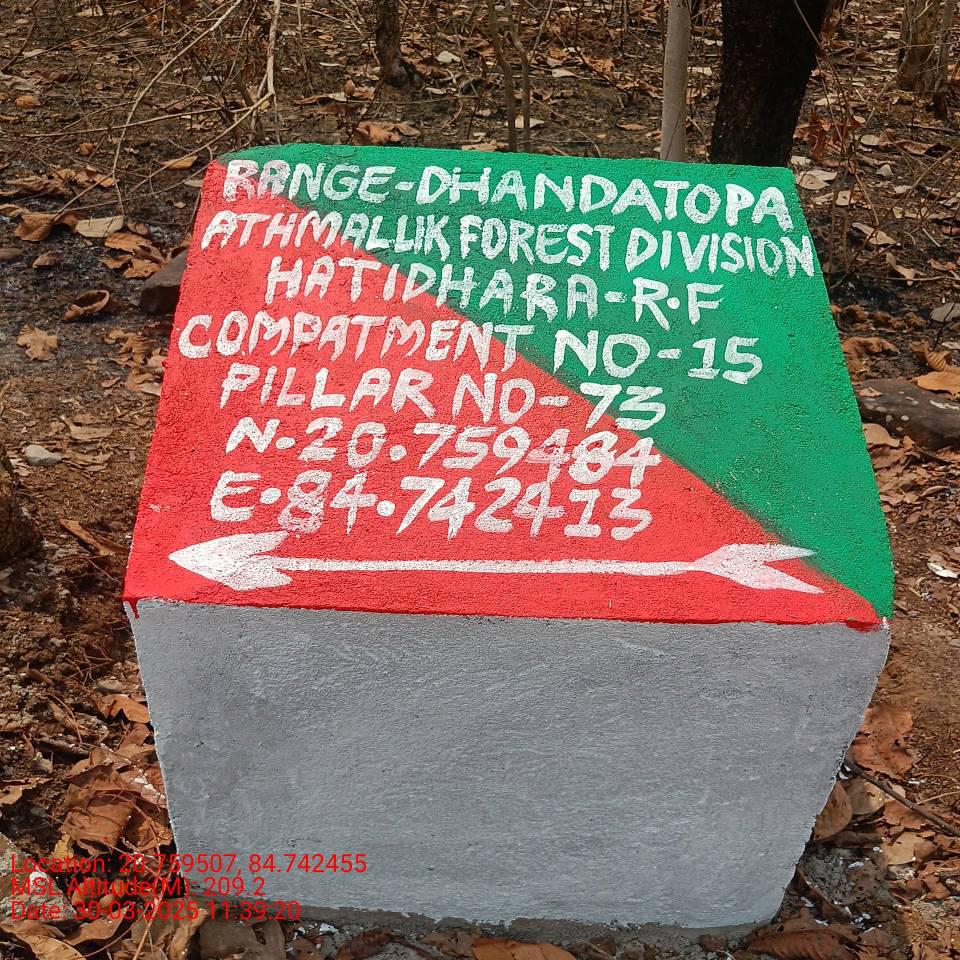 RANGE-DHANDATOPA
ATHMALLIK FOREST DIVISION
HATIDHARA-R.F
COMPATMENT NO-15
PILLAR NO-73
N.20.759484
E.84.742413
Location: 20.759507, 84.742455
MSL Altitude(M): 209.2
Date: 30-03-2025 11:39:20